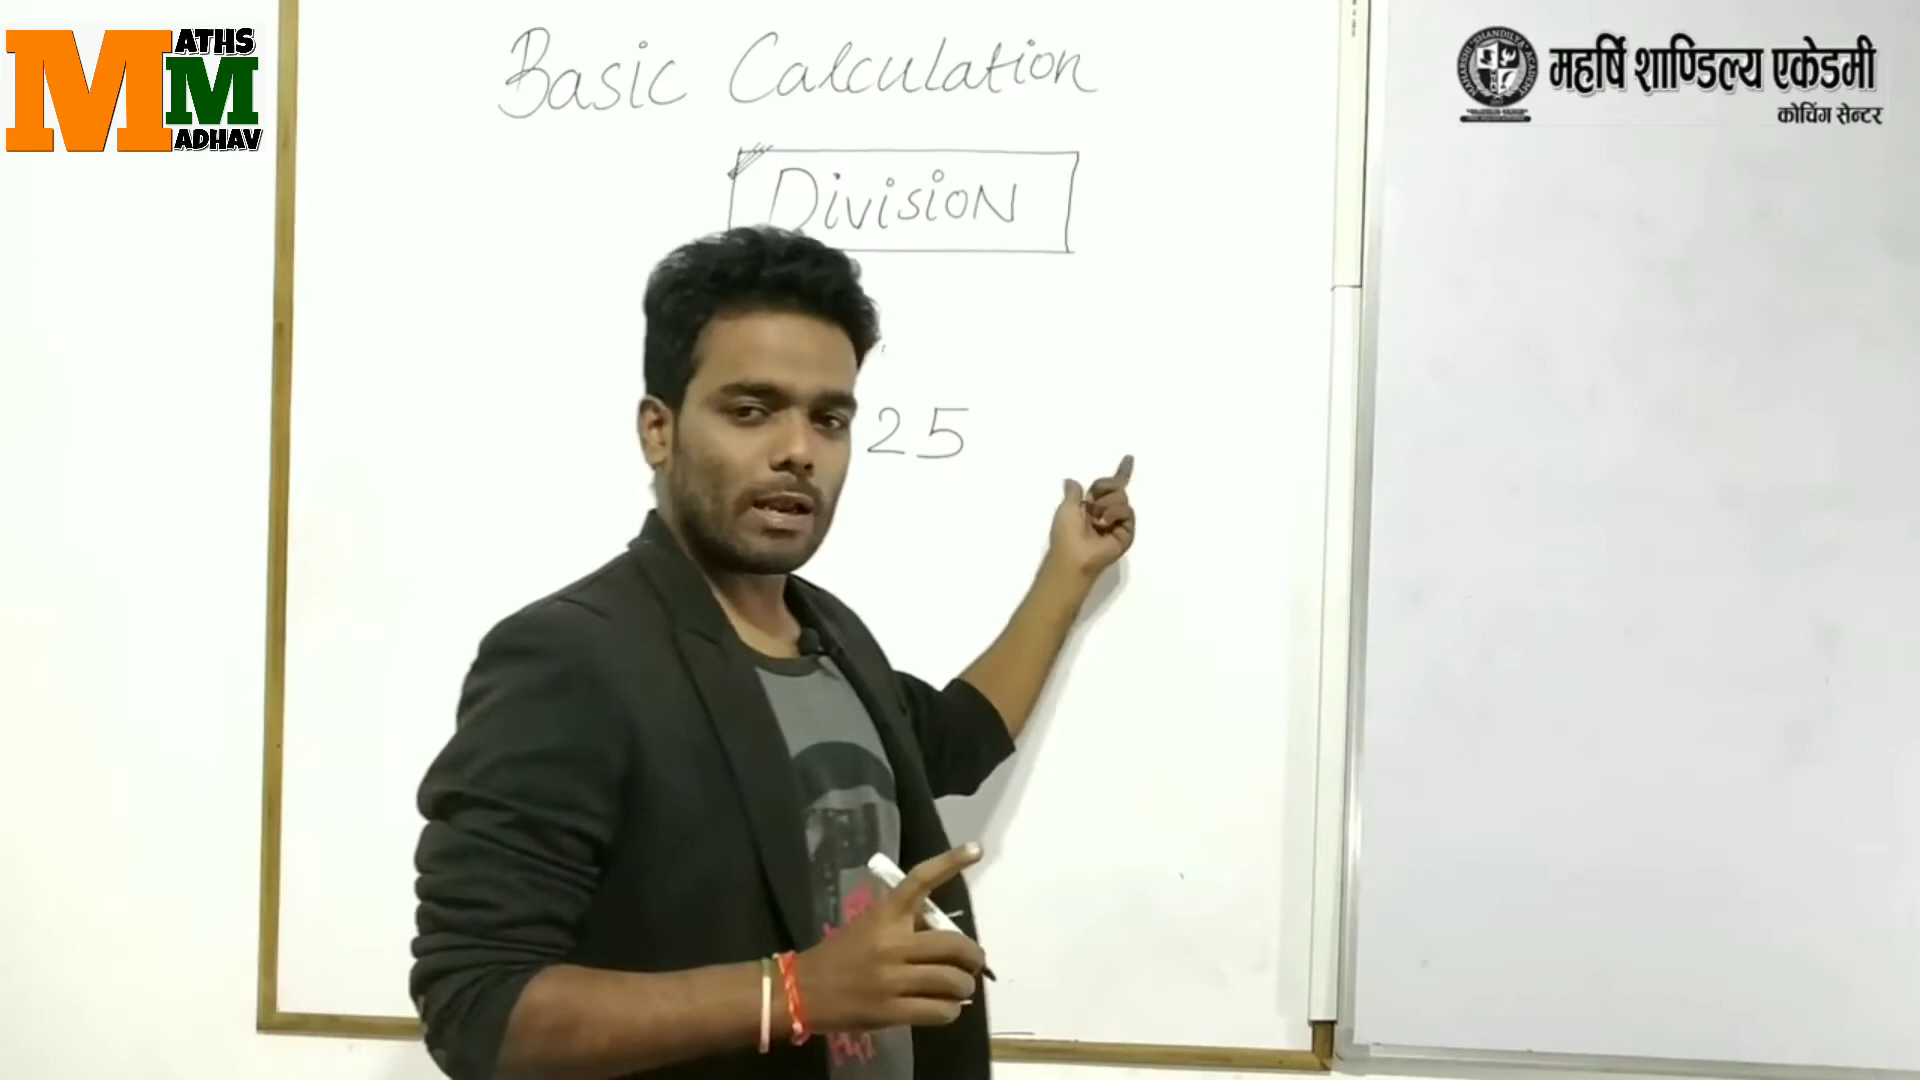 MATHS
MADHAV
महर्षि शाण्डिल्य एकेडमी
कोचिंग सेन्टर
Basic Calculation
Division
25